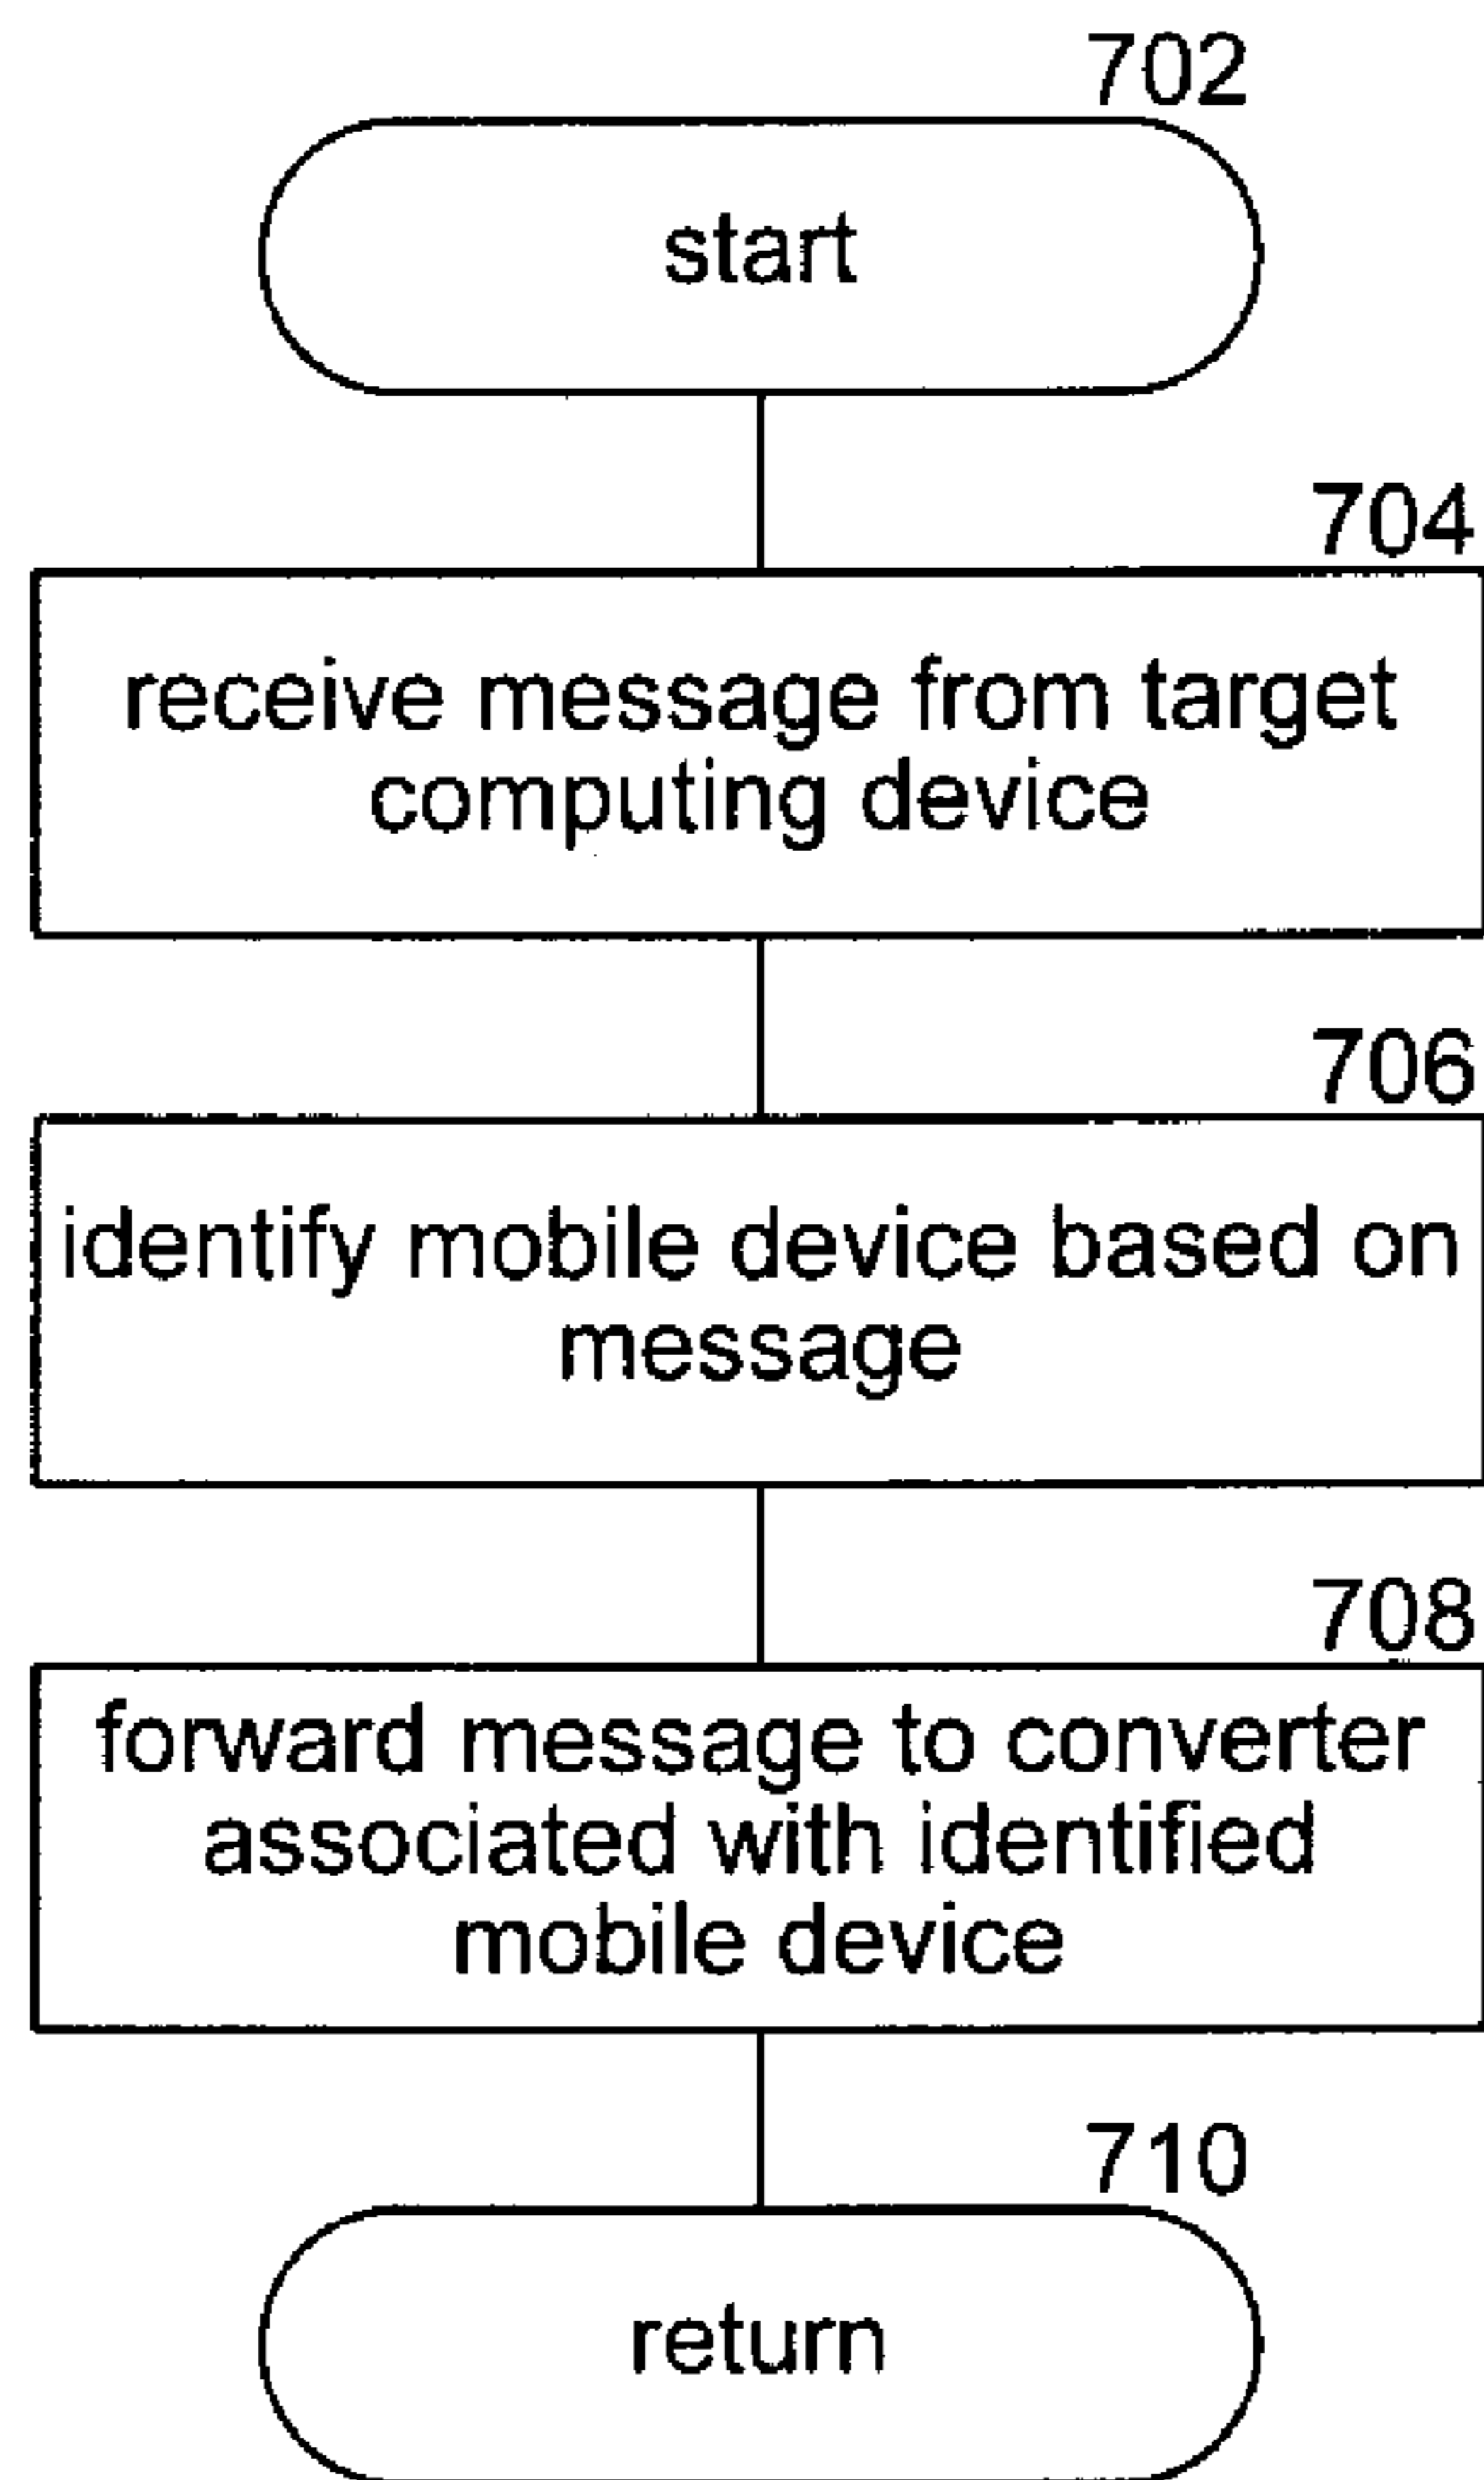 702
start
704
receive message from target
computing device
706
identify mobile device based on
message
708
forward message to converter
associated with identified
mobile device
710
return